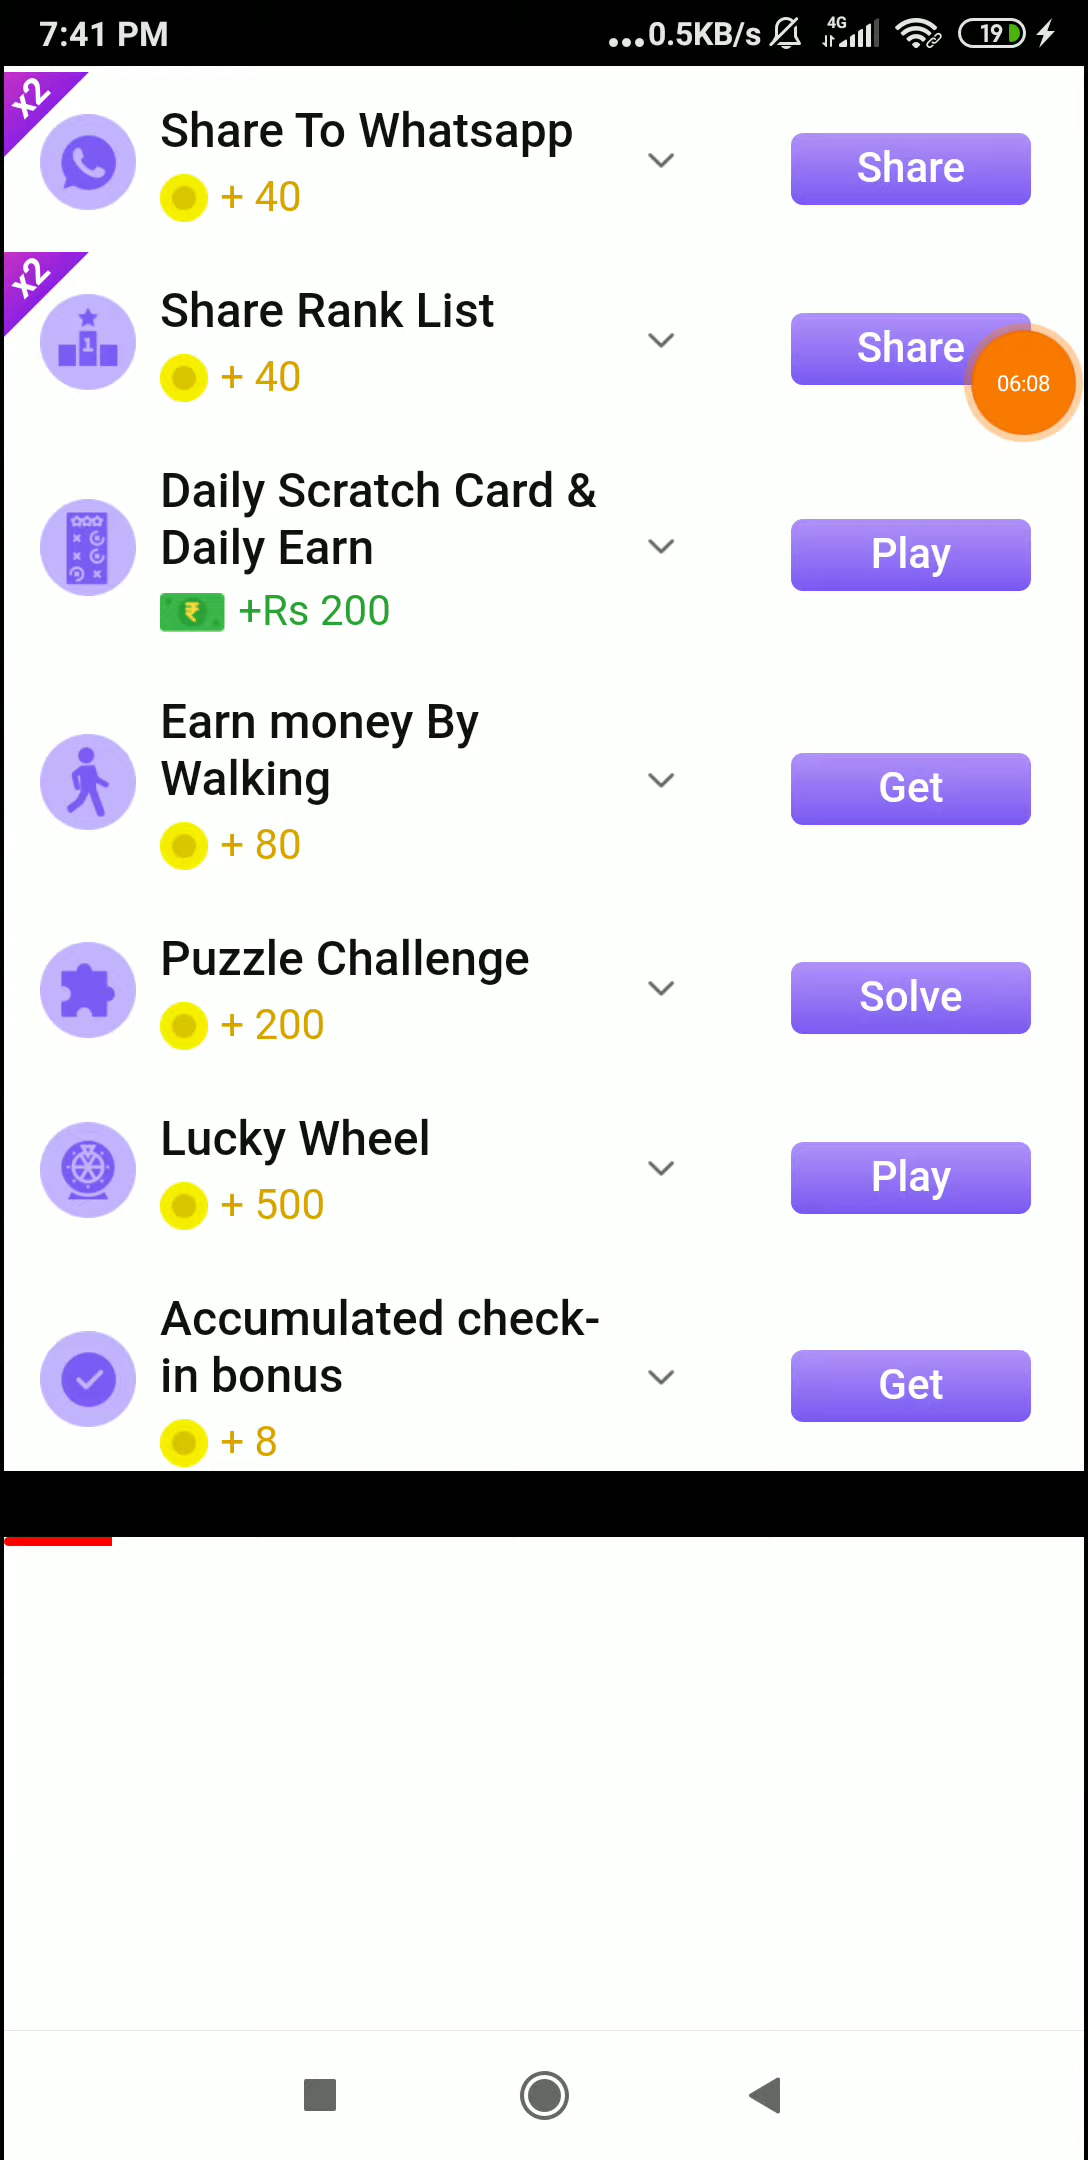 7:41 PM ...0.5KB/s 4G 19
x2
Share To Whatsapp
+ 40
Share
x2
Share Rank List
+ 40
Share
06:08
Daily Scratch Card &
Daily Earn
₹ +Rs 200
Play
Earn money By
Walking
+ 80
Get
Puzzle Challenge
+ 200
Solve
Lucky Wheel
+ 500
Play
Accumulated check-
in bonus
+ 8
Get